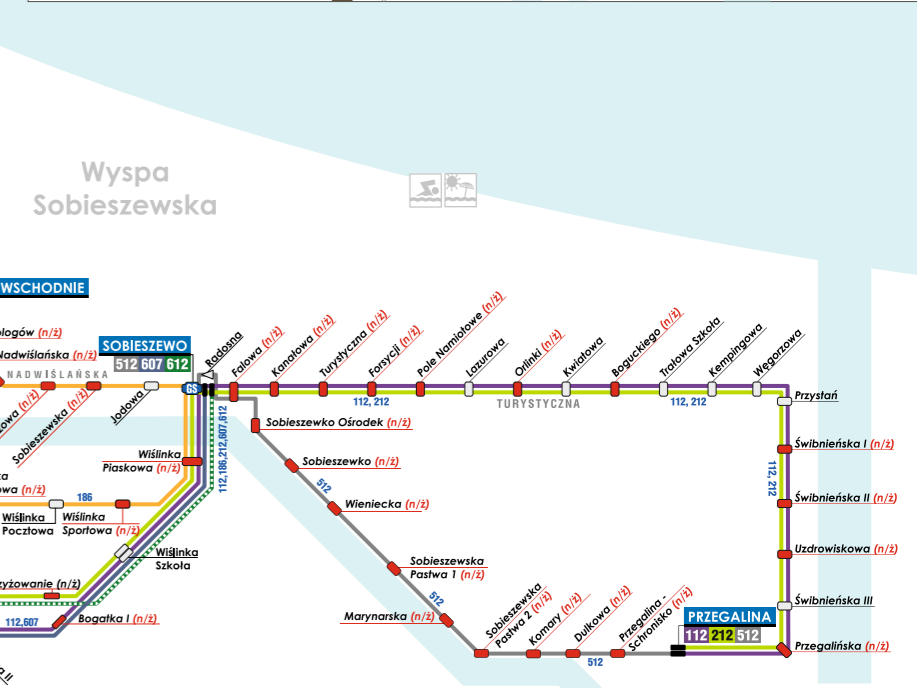 Wyspa
Sobieszewska
WSCHODNIE
Nadwiślańska (n/ż)
NADWIŚLAŃSKA
Sobieszewska (n/ż)
Jodowa
SOBIESZEWO
512 607 612
GS
Radosna
Falowa (n/ż)
Kanałowa (n/ż)
Turystyczna (n/ż)
Forsycji (n/ż)
Pole Namiotowe (n/ż)
Lazurowa
Orlinki (n/ż)
Kwiatowa
Boguckiego (n/ż)
Trałowa Szkoła
Kempingowa
Węgorzowa
112, 212
TURYSTYCZNA
112, 212
Przystań
Świbnieńska I (n/ż)
112, 212
Świbnieńska II (n/ż)
Uzdrowiskowa (n/ż)
Świbnieńska III
Przegalińska (n/ż)
PRZEGALINA
112 212 512
Sobieszewko Ośrodek (n/ż)
Sobieszewko (n/ż)
512
Wieniecka (n/ż)
Sobieszewska
Pastwa 1 (n/ż)
512
Marynarska (n/ż)
Sobieszewska
Pastwa 2 (n/ż)
Komary (n/ż)
Dulkowa (n/ż)
Przegalina -
Schronisko (n/ż)
512
112,186,212,607,612
Wiślinka
Piaskowa (n/ż)
186
Wiślinka
Pocztowa
Wiślinka
Sportowa (n/ż)
Wiślinka
Szkoła
(n/ż)
112,607
Bogatka I (n/ż)